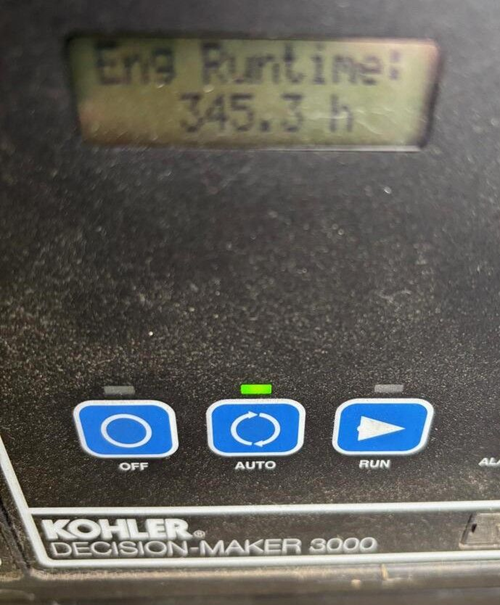 Eng Runtime:
345.3 h
OFF
AUTO
RUN
KOHLER®
DECISION-MAKER 3000